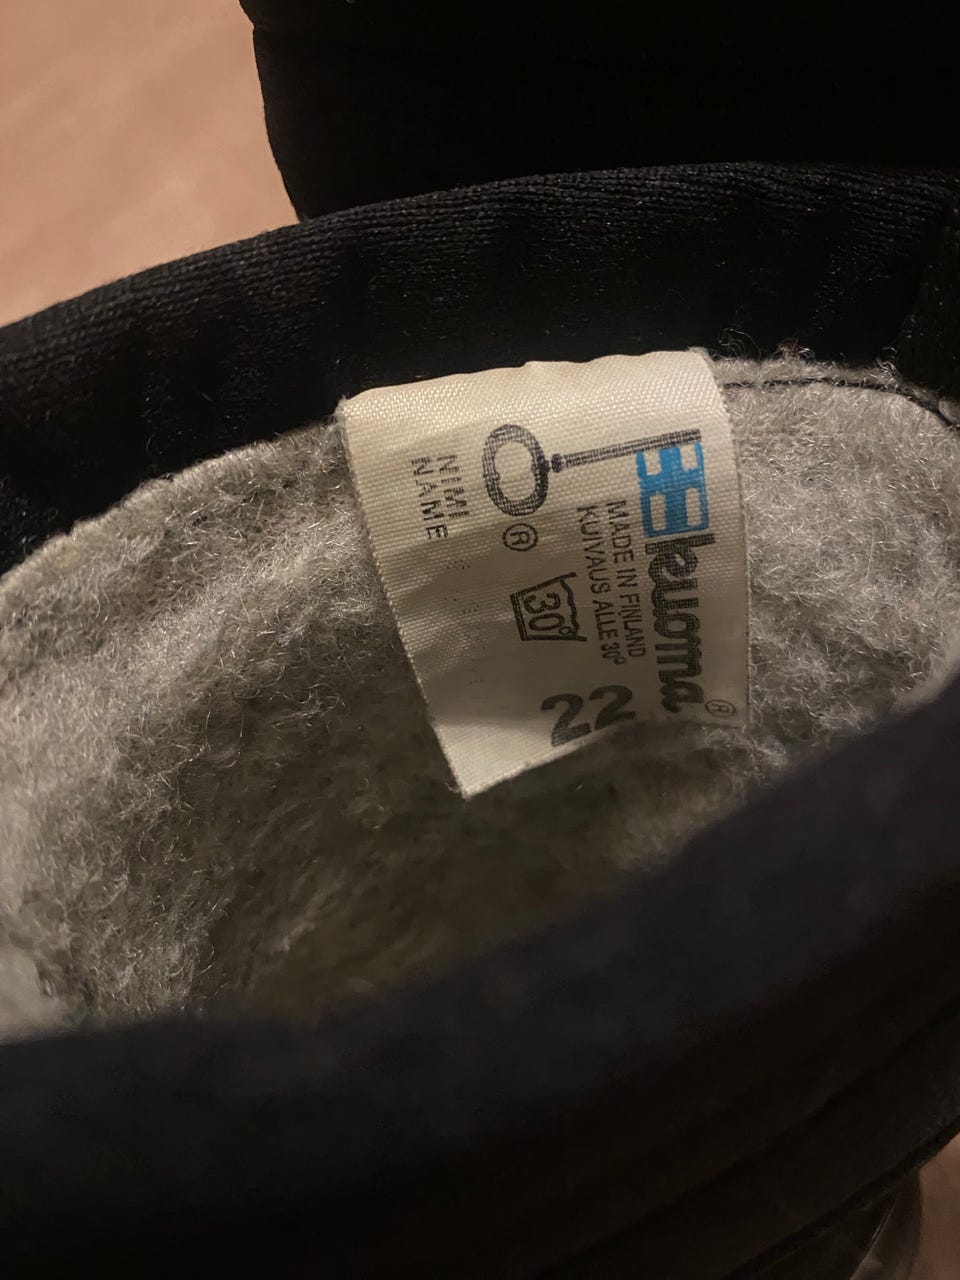 kuoma®
MADE IN FINLAND
KUIVAUS ALLE 30°
22
30°
®
NIMI
NAME